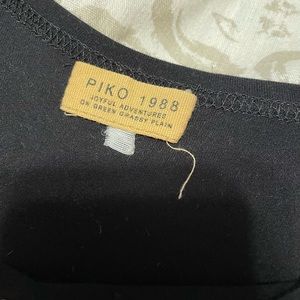 PIKO 1988
JOYFUL ADVENTURES
ON GREEN GRASSY PLAIN